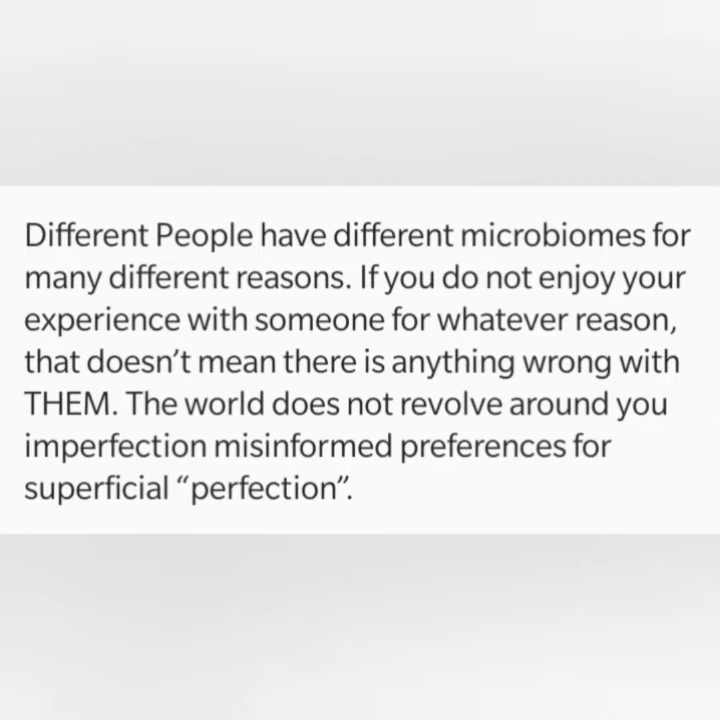 Different People have different microbiomes for
many different reasons. If you do not enjoy your
experience with someone for whatever reason,
that doesn’t mean there is anything wrong with
THEM. The world does not revolve around you
imperfection misinformed preferences for
superficial “perfection”.